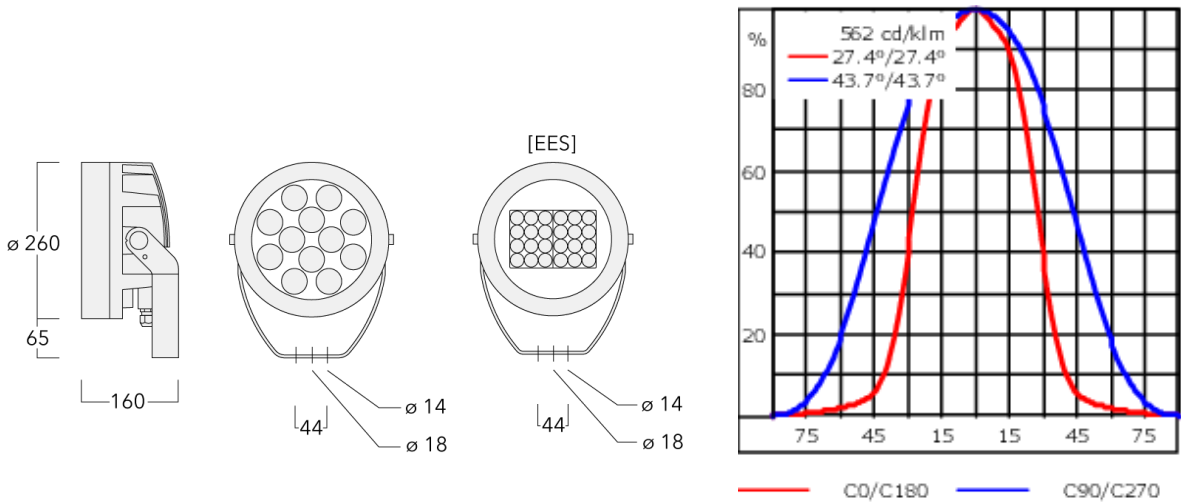 ø 260
65
160
44
ø 14
ø 18
[EES]
44
ø 14
ø 18
%
562 cd/klm
27.4º/27.4º
43.7º/43.7º
80
60
40
20
75 45 15 15 45 75
C0/C180 C90/C270